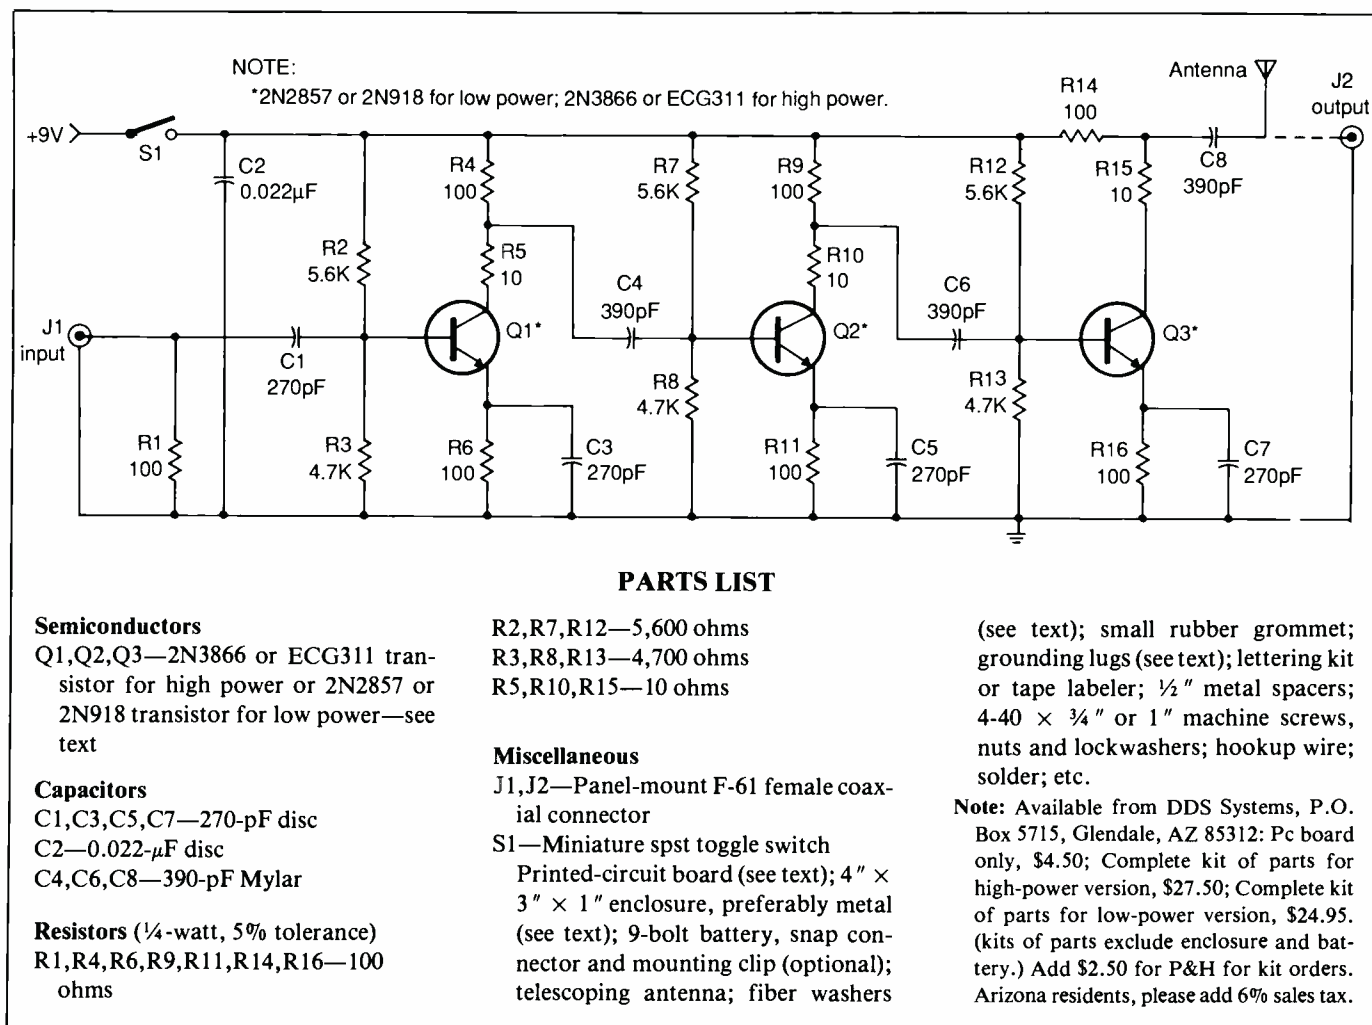 NOTE:
*2N2857 or 2N918 for low power; 2N3866 or ECG311 for high power.
Antenna
J2
output
R14
100
+9V
S1
C2
0.022µF
R4
100
R7
5.6K
R9
100
R12
5.6K
R15
10
C8
390pF
R2
5.6K
R5
10
R10
10
C4
390pF
C6
390pF
J1
input
C1
270pF
Q1*
Q2*
Q3*
R8
4.7K
R13
4.7K
R1
100
R3
4.7K
R6
100
C3
270pF
R11
100
C5
270pF
R16
100
C7
270pF
PARTS LIST
Semiconductors
Q1,Q2,Q3—2N3866 or ECG311 tran-
sistor for high power or 2N2857 or
2N918 transistor for low power—see
text
Capacitors
C1,C3,C5,C7—270-pF disc
C2—0.022-µF disc
C4,C6,C8—390-pF Mylar
Resistors (¼-watt, 5% tolerance)
R1,R4,R6,R9,R11,R14,R16—100
ohms
R2,R7,R12—5,600 ohms
R3,R8,R13—4,700 ohms
R5,R10,R15—10 ohms
Miscellaneous
J1,J2—Panel-mount F-61 female coax-
ial connector
S1—Miniature spst toggle switch
Printed-circuit board (see text); 4″ ×
3″ × 1″ enclosure, preferably metal
(see text); 9-bolt battery, snap con-
nector and mounting clip (optional);
telescoping antenna; fiber washers
(see text); small rubber grommet;
grounding lugs (see text); lettering kit
or tape labeler; ½″ metal spacers;
4-40 × ¾″ or 1″ machine screws,
nuts and lockwashers; hookup wire;
solder; etc.
Note: Available from DDS Systems, P.O.
Box 5715, Glendale, AZ 85312: Pc board
only, $4.50; Complete kit of parts for
high-power version, $27.50; Complete kit
of parts for low-power version, $24.95.
(kits of parts exclude enclosure and bat-
tery.) Add $2.50 for P&H for kit orders.
Arizona residents, please add 6% sales tax.